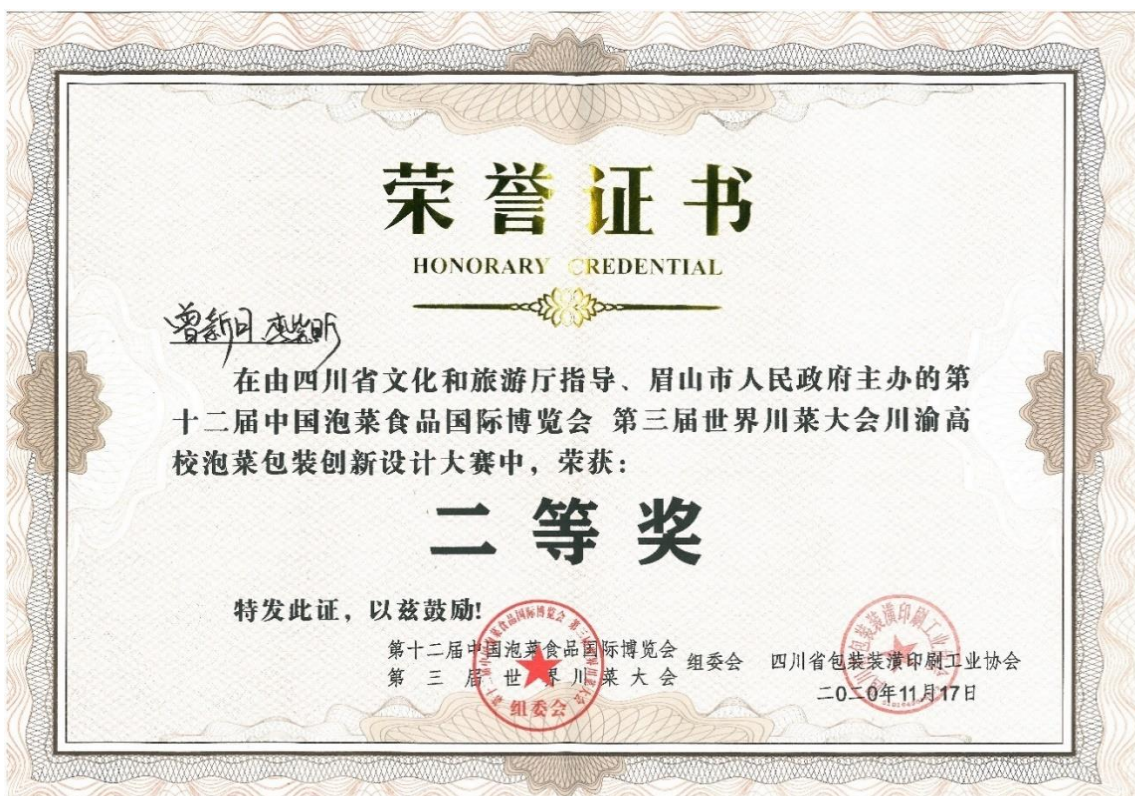 荣誉证书
HONORARY CREDENTIAL
曾新日、李崇昕
在由四川省文化和旅游厅指导、眉山市人民政府主办的第
十二届中国泡菜食品国际博览会 第三届世界川菜大会川渝高
校泡菜包装创新设计大赛中，荣获：
二等奖
特发此证，以兹鼓励!
第十二届中国泡菜食品国际博览会
第三届世界川菜大会
组委会
四川省包装装潢印刷工业协会
二0二0年11月17日
组委会